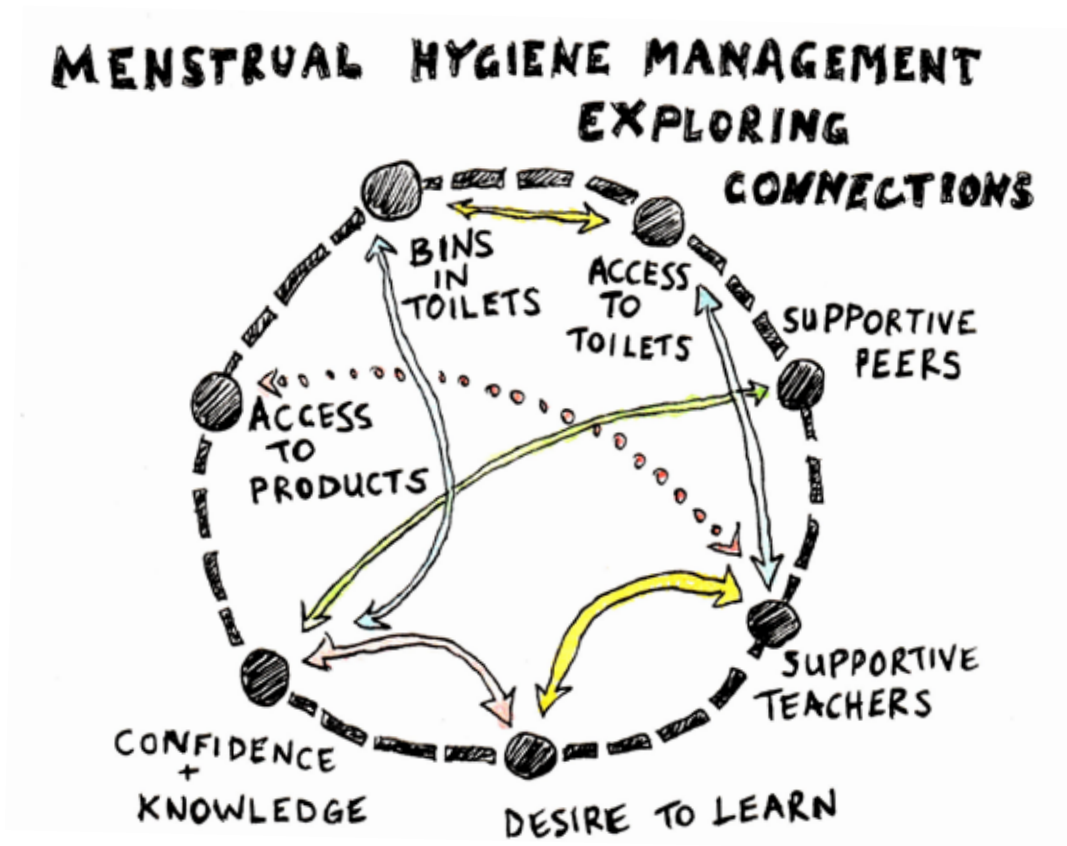 MENSTRUAL HYGIENE MANAGEMENT
EXPLORING
CONNECTIONS
BINS
IN
TOILETS
ACCESS
TO
TOILETS
SUPPORTIVE
PEERS
ACCESS
TO
PRODUCTS
SUPPORTIVE
TEACHERS
CONFIDENCE
+
KNOWLEDGE
DESIRE TO LEARN